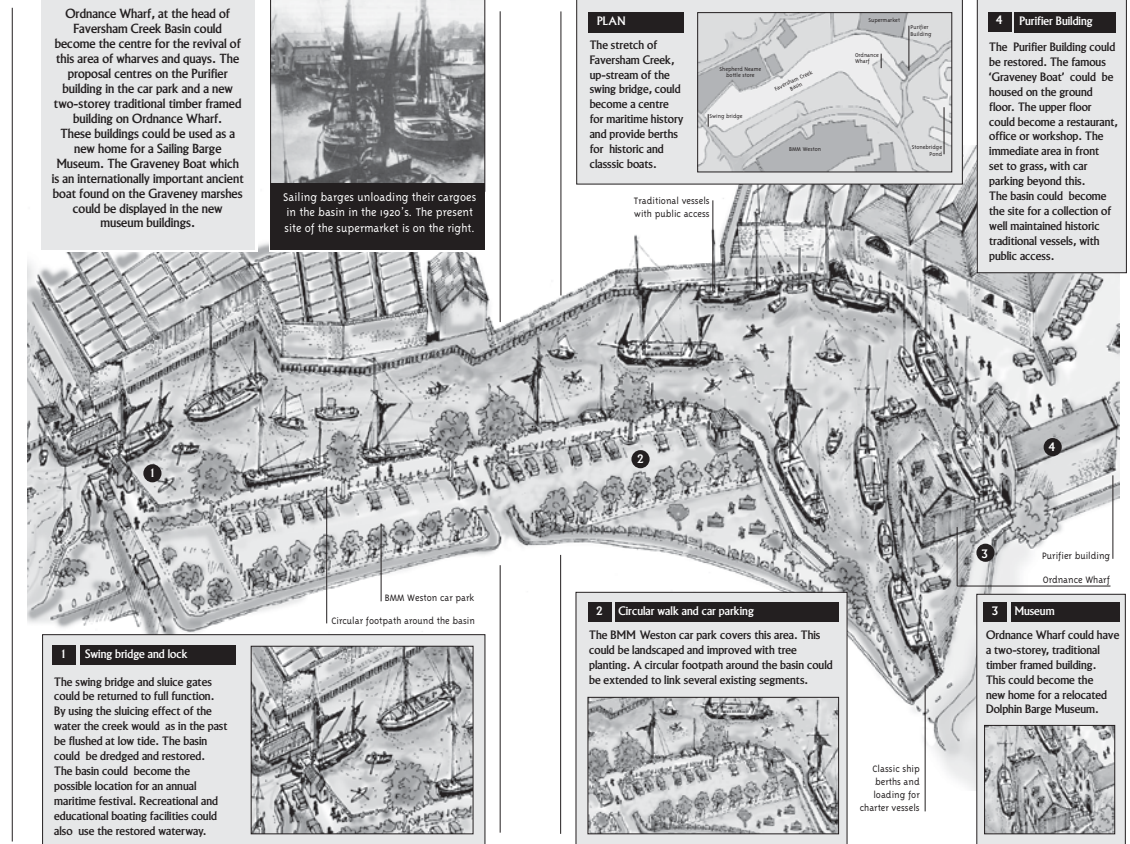 Ordnance Wharf, at the head of
Faversham Creek Basin could
become the centre for the revival of
this area of wharves and quays. The
proposal centres on the Purifier
building in the car park and a new
two-storey traditional timber framed
building on Ordnance Wharf.
These buildings could be used as a
new home for a Sailing Barge
Museum. The Graveney Boat which
is an internationally important ancient
boat found on the Graveney marshes
could be displayed in the new
museum buildings.
Sailing barges unloading their cargoes
in the basin in the 1920's. The present
site of the supermarket is on the right.
PLAN
The stretch of
Faversham Creek,
up-stream of the
swing bridge, could
become a centre
for maritime history
and provide berths
for historic and
classic boats.
Supermarket
Purifier
Building
Ordnance
Wharf
Shepherd Neame
bottle store
Faversham Creek
Basin
Swing bridge
BMM Weston
Stonebridge
Pond
4 Purifier Building
The Purifier Building could
be restored. The famous
‘Graveney Boat’ could be
housed on the ground
floor. The upper floor
could become a restaurant,
office or workshop. The
immediate area in front
set to grass, with car
parking beyond this.
The basin could become
the site for a collection of
well maintained historic
traditional vessels, with
public access.
Traditional vessels
with public access
1
2
4
3
Purifier building
Ordnance Wharf
BMM Weston car park
Circular footpath around the basin
1 Swing bridge and lock
The swing bridge and sluice gates
could be returned to full function.
By using the sluicing effect of the
water the creek would as in the past
be flushed at low tide. The basin
could be dredged and restored.
The basin could become the
possible location for an annual
maritime festival. Recreational and
educational boating facilities could
also use the restored waterway.
2 Circular walk and car parking
The BMM Weston car park covers this area. This
could be landscaped and improved with tree
planting. A circular footpath around the basin could
be extended to link several existing segments.
Classic ship
berths and
loading for
charter vessels
3 Museum
Ordnance Wharf could have
a two-storey, traditional
timber framed building.
This could become the
new home for a relocated
Dolphin Barge Museum.